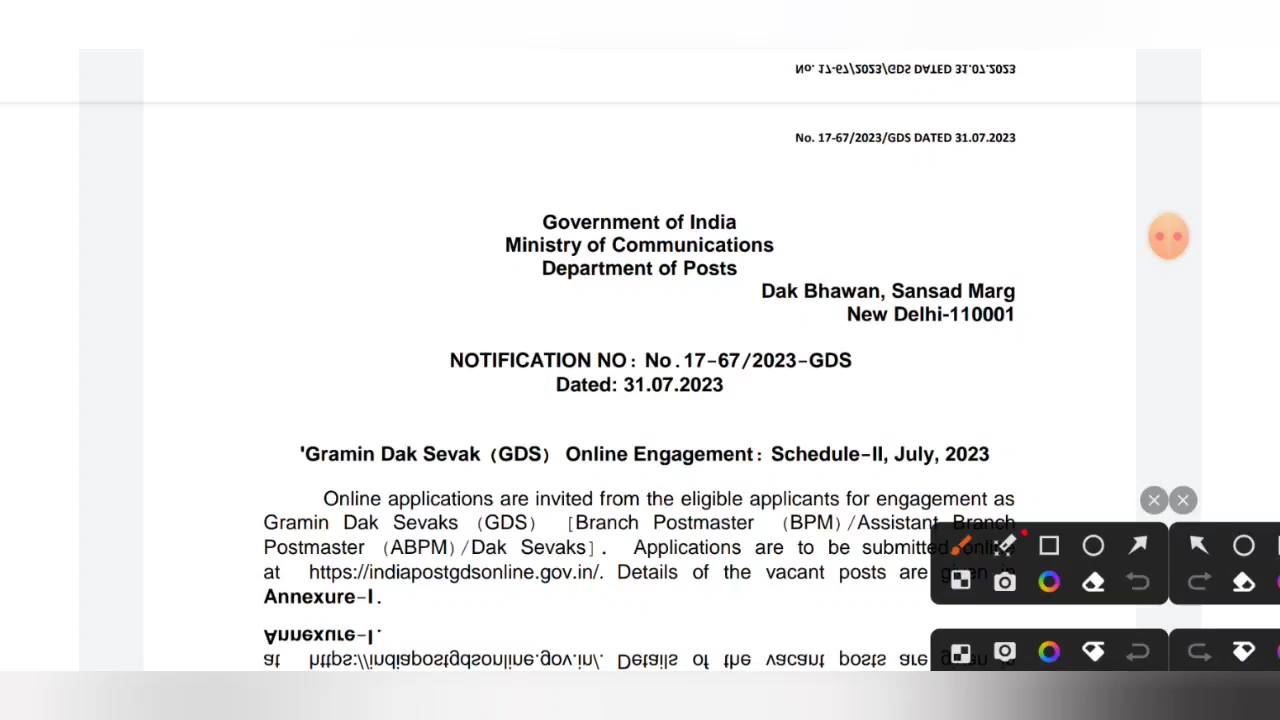 No. 17-67/2023/GDS DATED 31.07.2023
No. 17-67/2023/GDS DATED 31.07.2023
Government of India
Ministry of Communications
Department of Posts
Dak Bhawan, Sansad Marg
New Delhi-110001
NOTIFICATION NO: No.17-67/2023-GDS
Dated: 31.07.2023
'Gramin Dak Sevak (GDS) Online Engagement: Schedule-II, July, 2023
Online applications are invited from the eligible applicants for engagement as
Gramin Dak Sevaks (GDS) [Branch Postmaster (BPM)/Assistant Branch
Postmaster (ABPM)/Dak Sevaks]. Applications are to be submitted online
at https://indiapostgdsonline.gov.in/. Details of the vacant posts are given in
Annexure-I.
Annexure-I.
at https://indiapostgdsonline.gov.in/. Details of the vacant posts are given in